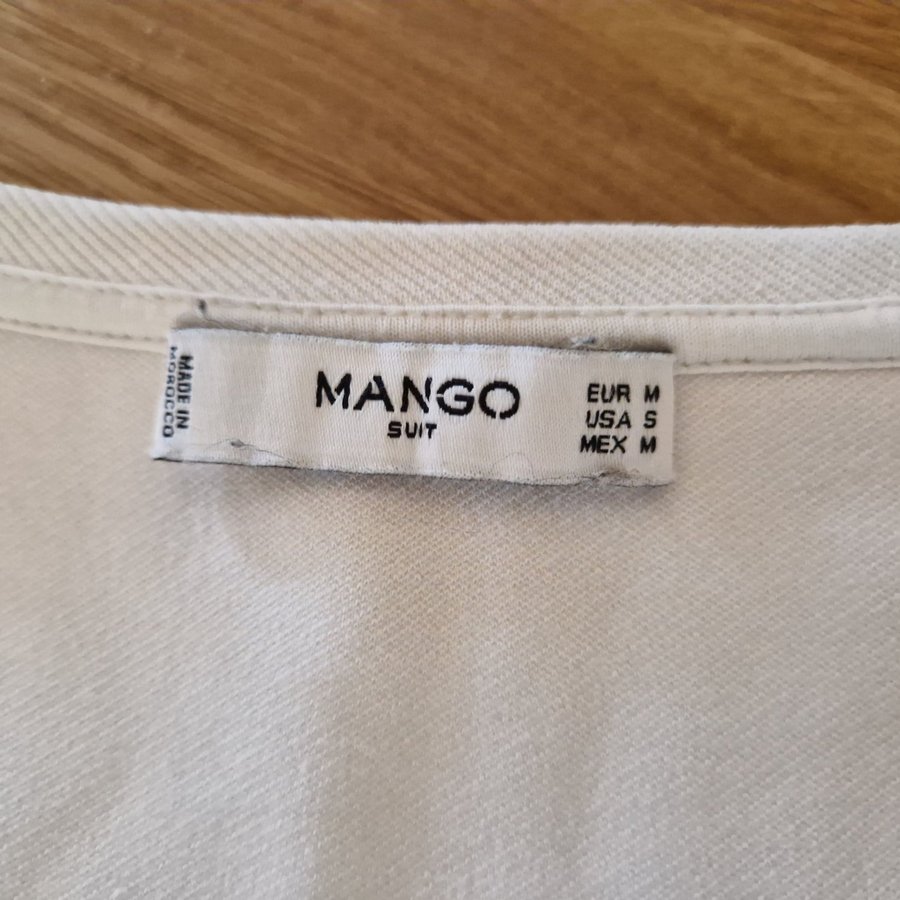 MADE IN
MOROCCO
MANGO
SUIT
EUR M
USA S
MEX M